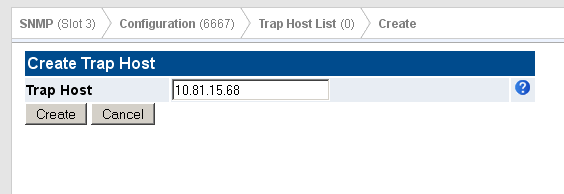 SNMP (Slot 3) Configuration (6667) Trap Host List (0) Create
Create Trap Host
Trap Host 10.81.15.68 ?
Create Cancel